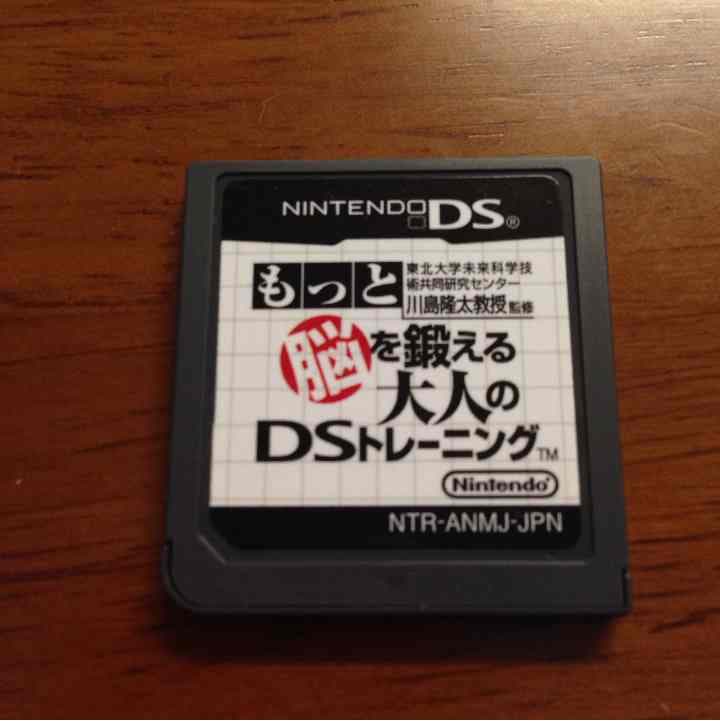 NINTENDO DS®
もっと
東北大学未来科学技
術共同研究センター
川島隆太教授監修
脳を鍛える
大人の
DSトレーニング™
Nintendo®
NTR-ANMJ-JPN